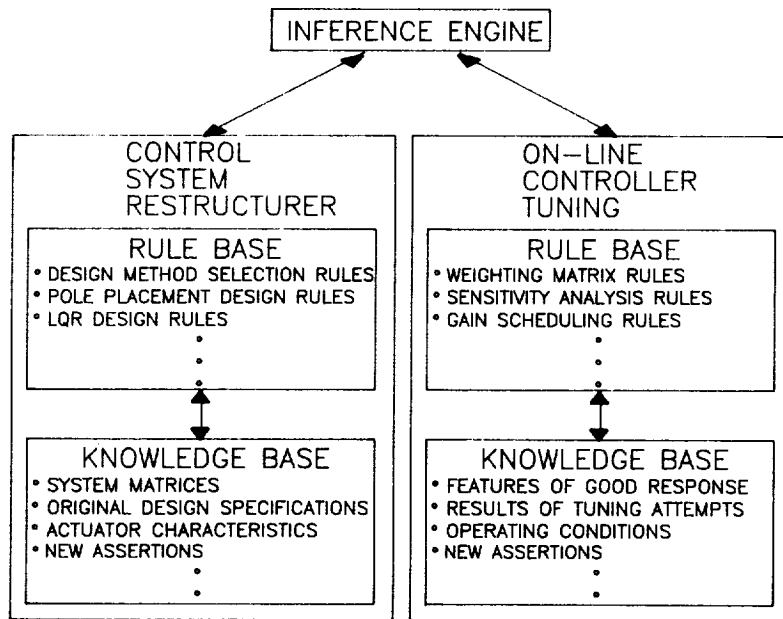 INFERENCE ENGINE
CONTROL
SYSTEM
RESTRUCTURER
RULE BASE
• DESIGN METHOD SELECTION RULES
• POLE PLACEMENT DESIGN RULES
• LQR DESIGN RULES
KNOWLEDGE BASE
• SYSTEM MATRICES
• ORIGINAL DESIGN SPECIFICATIONS
• ACTUATOR CHARACTERISTICS
• NEW ASSERTIONS
ON-LINE
CONTROLLER
TUNING
RULE BASE
• WEIGHTING MATRIX RULES
• SENSITIVITY ANALYSIS RULES
• GAIN SCHEDULING RULES
KNOWLEDGE BASE
• FEATURES OF GOOD RESPONSE
• RESULTS OF TUNING ATTEMPTS
• OPERATING CONDITIONS
• NEW ASSERTIONS